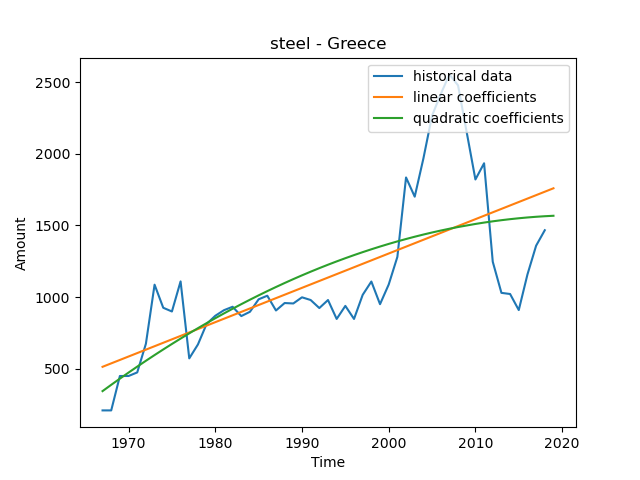 steel - Greece
historical data
linear coefficients
quadratic coefficients
2500
2000
1500
1000
500
Amount
1970 1980 1990 2000 2010 2020
Time